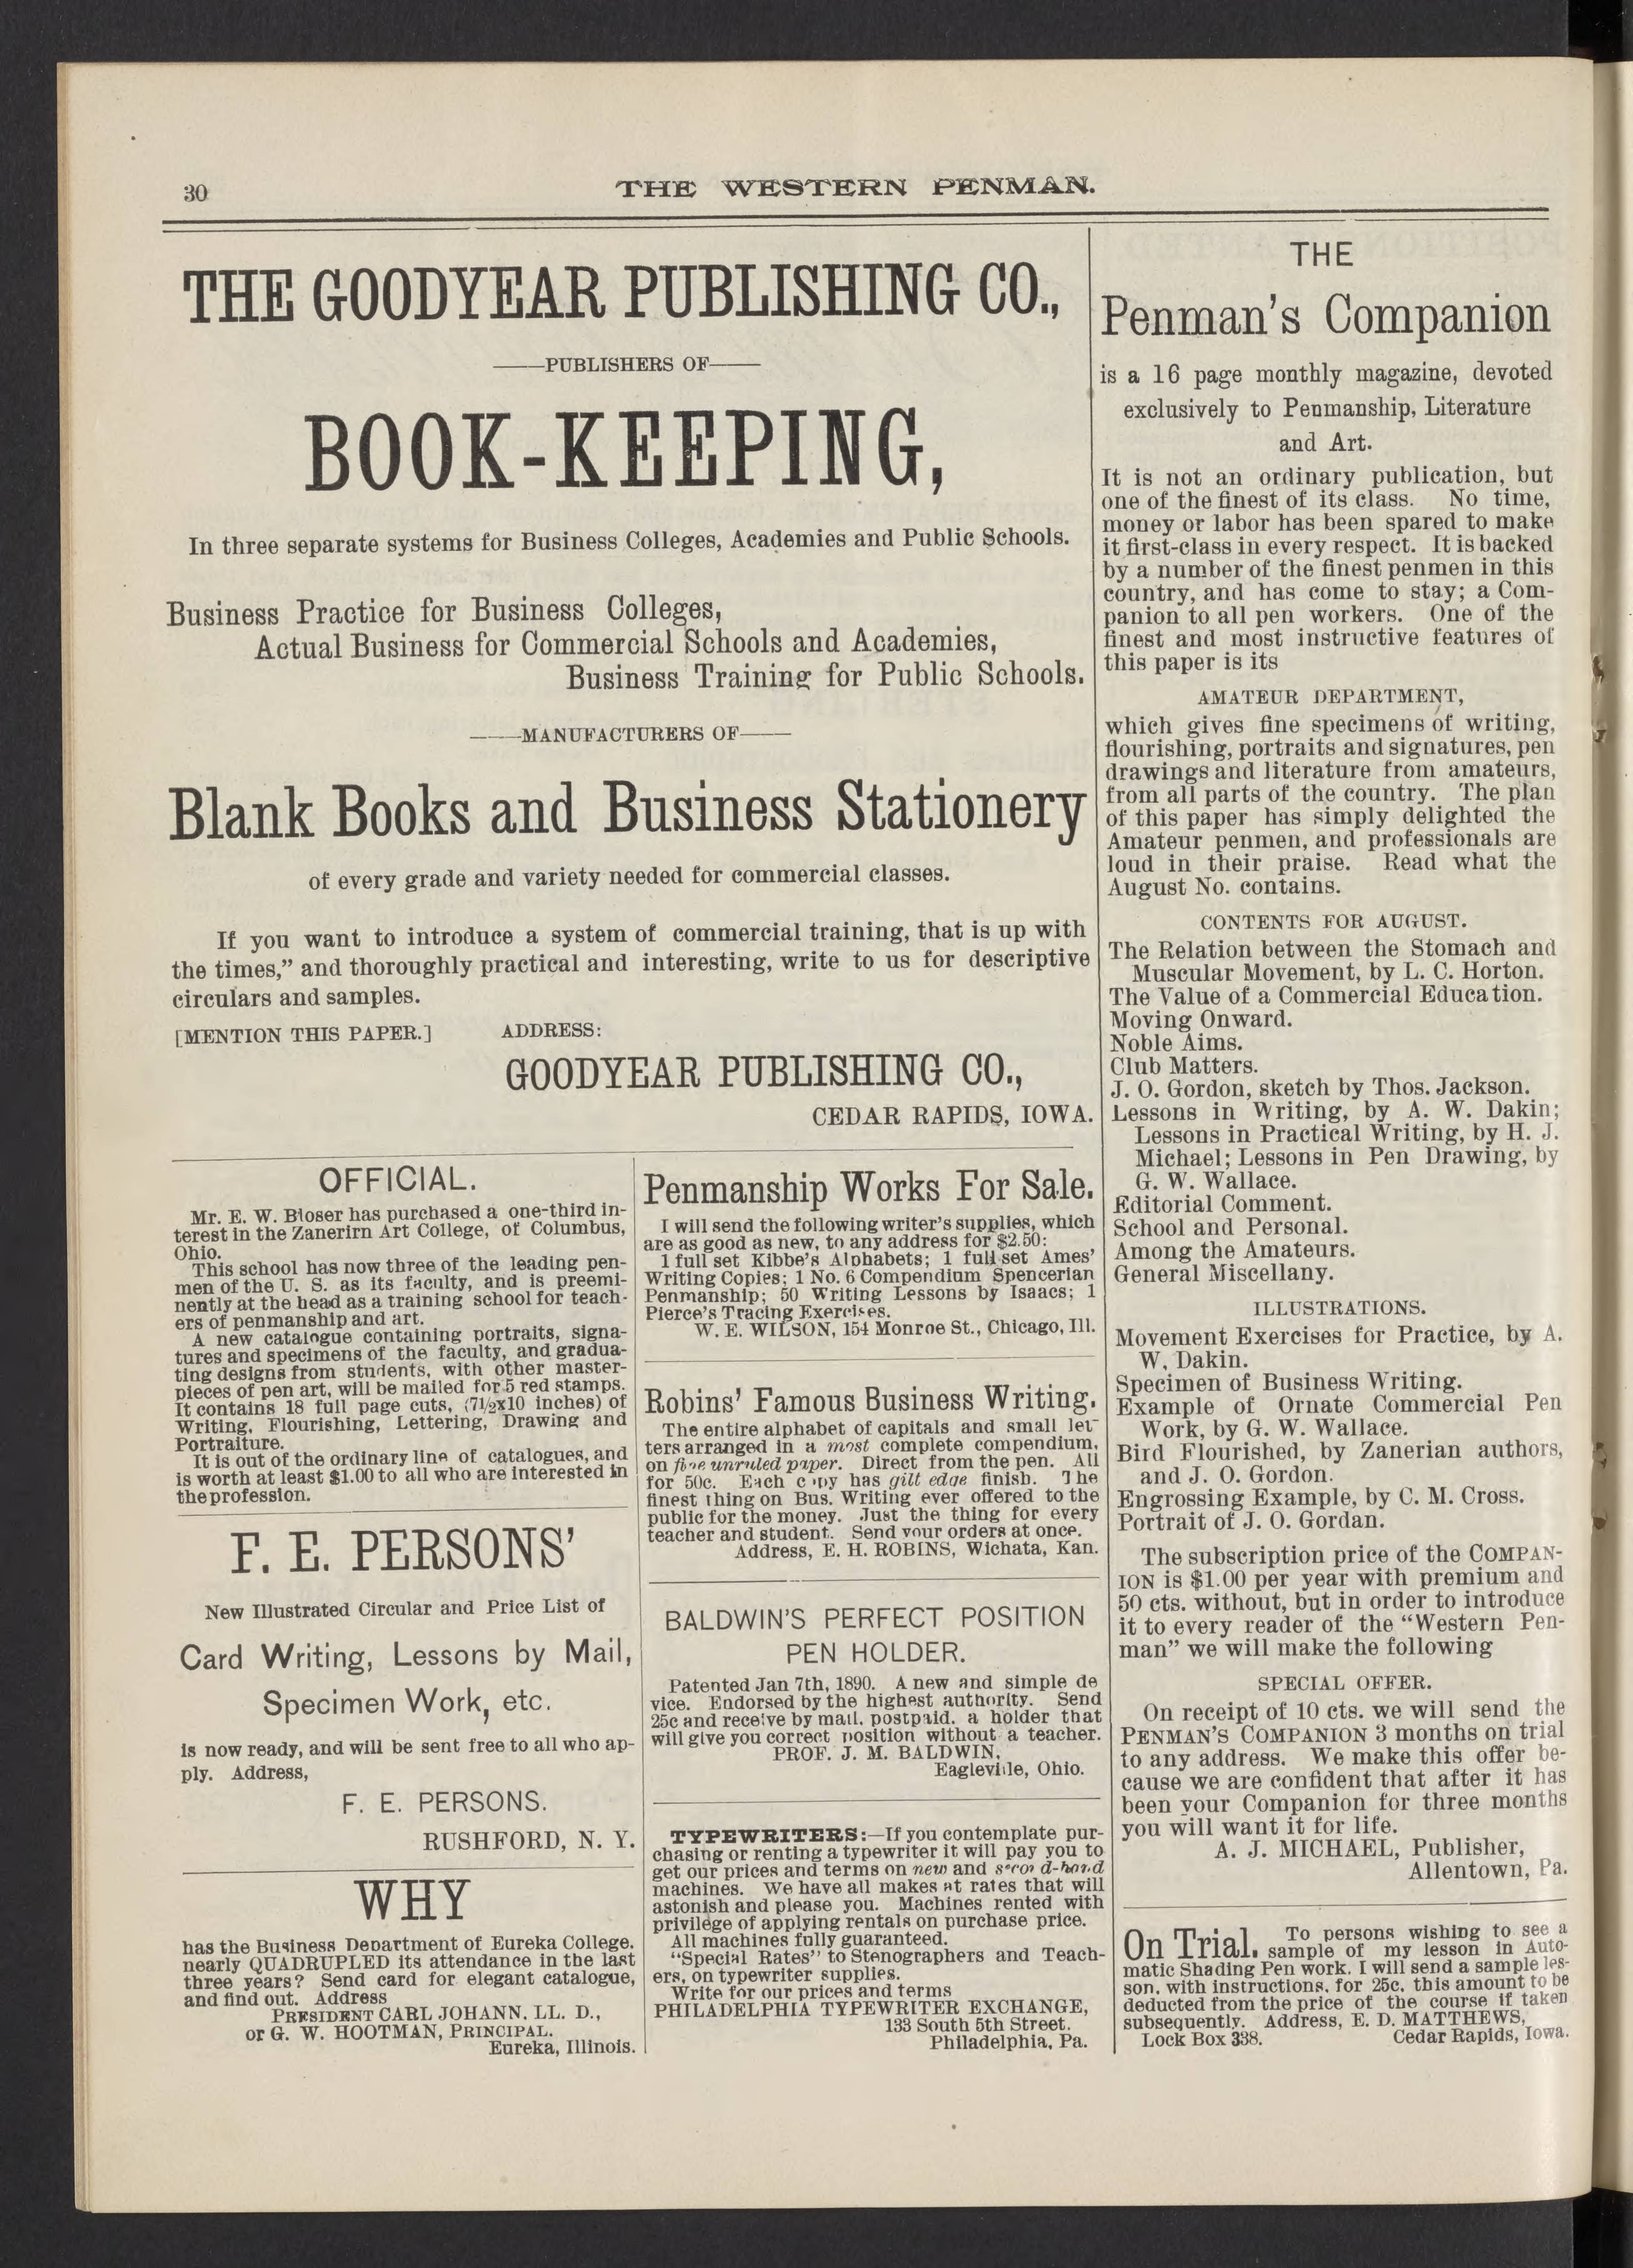 30
THE WESTERN PENMAN.
THE GOODYEAR PUBLISHING CO.,
——PUBLISHERS OF——
BOOK-KEEPING,
In three separate systems for Business Colleges, Academies and Public Schools.
Business Practice for Business Colleges,
Actual Business for Commercial Schools and Academies,
Business Training for Public Schools.
——MANUFACTURERS OF——
Blank Books and Business Stationery
of every grade and variety needed for commercial classes.
If you want to introduce a system of commercial training, that is up with
the times," and thoroughly practical and interesting, write to us for descriptive
circulars and samples.
[MENTION THIS PAPER.] ADDRESS:
GOODYEAR PUBLISHING CO.,
CEDAR RAPIDS, IOWA.
OFFICIAL.
Mr. E. W. Bloser has purchased a one-third in-
terest in the Zanerirn Art College, of Columbus,
Ohio.
This school has now three of the leading pen-
men of the U. S. as its faculty, and is preemi-
nently at the head as a training school for teach-
ers of penmanship and art.
A new catalogue containing portraits, signa-
tures and specimens of the faculty, and gradua-
ting designs from students, with other master-
pieces of pen art, will be mailed for 5 red stamps.
It contains 18 full page cuts, (7½x10 inches) of
Writing, Flourishing, Lettering, Drawing and
Portraiture.
It is out of the ordinary line of catalogues, and
is worth at least $1.00 to all who are interested in
the profession.
F. E. PERSONS'
New Illustrated Circular and Price List of
Card Writing, Lessons by Mail,
Specimen Work, etc.
is now ready, and will be sent free to all who ap-
ply. Address,
F. E. PERSONS.
RUSHFORD, N. Y.
WHY
has the Business Department of Eureka College.
nearly QUADRUPLED its attendance in the last
three years? Send card for elegant catalogue,
and find out. Address
PRESIDENT CARL JOHANN. LL. D.,
or G. W. HOOTMAN, PRINCIPAL.
Eureka, Illinois.
Penmanship Works For Sale.
I will send the following writer's supplies, which
are as good as new, to any address for $2.50:
1 full set Kibbe's Alphabets; 1 full set Ames'
Writing Copies; 1 No. 6 Compendium Spencerian
Penmanship; 50 Writing Lessons by Isaacs; 1
Pierce's Tracing Exercises.
W. E. WILSON, 154 Monroe St., Chicago, Ill.
Robins' Famous Business Writing.
The entire alphabet of capitals and small let-
ters arranged in a most complete compendium,
on fine unruled paper. Direct from the pen. All
for 50c. Each copy has gilt edge finish. The
finest thing on Bus. Writing ever offered to the
public for the money. Just the thing for every
teacher and student. Send your orders at once.
Address, E. H. ROBINS, Wichata, Kan.
BALDWIN'S PERFECT POSITION
PEN HOLDER.
Patented Jan 7th, 1890. A new and simple de
vice. Endorsed by the highest authority. Send
25c and receive by mail, postpaid, a holder that
will give you correct position without a teacher.
PROF. J. M. BALDWIN,
Eagleville, Ohio.
TYPEWRITERS:—If you contemplate pur-
chasing or renting a typewriter it will pay you to
get our prices and terms on new and second-hand
machines. We have all makes at rates that will
astonish and please you. Machines rented with
privilege of applying rentals on purchase price.
All machines fully guaranteed.
"Special Rates" to Stenographers and Teach-
ers, on typewriter supplies.
Write for our prices and terms
PHILADELPHIA TYPEWRITER EXCHANGE,
133 South 5th Street.
Philadelphia, Pa.
THE
Penman's Companion
is a 16 page monthly magazine, devoted
exclusively to Penmanship, Literature
and Art.
It is not an ordinary publication, but
one of the finest of its class. No time,
money or labor has been spared to make
it first-class in every respect. It is backed
by a number of the finest penmen in this
country, and has come to stay; a Com-
panion to all pen workers. One of the
finest and most instructive features of
this paper is its
AMATEUR DEPARTMENT,
which gives fine specimens of writing,
flourishing, portraits and signatures, pen
drawings and literature from amateurs,
from all parts of the country. The plan
of this paper has simply delighted the
Amateur penmen, and professionals are
loud in their praise. Read what the
August No. contains.
CONTENTS FOR AUGUST.
The Relation between the Stomach and
Muscular Movement, by L. C. Horton.
The Value of a Commercial Education.
Moving Onward.
Noble Aims.
Club Matters.
J. O. Gordon, sketch by Thos. Jackson.
Lessons in Writing, by A. W. Dakin;
Lessons in Practical Writing, by H. J.
Michael; Lessons in Pen Drawing, by
G. W. Wallace.
Editorial Comment.
School and Personal.
Among the Amateurs.
General Miscellany.
ILLUSTRATIONS.
Movement Exercises for Practice, by A.
W, Dakin.
Specimen of Business Writing.
Example of Ornate Commercial Pen
Work, by G. W. Wallace.
Bird Flourished, by Zanerian authors,
and J. O. Gordon.
Engrossing Example, by C. M. Cross.
Portrait of J. O. Gordan.
The subscription price of the COMPAN-
ION is $1.00 per year with premium and
50 cts. without, but in order to introduce
it to every reader of the "Western Pen-
man" we will make the following
SPECIAL OFFER.
On receipt of 10 cts. we will send the
PENMAN'S COMPANION 3 months on trial
to any address. We make this offer be-
cause we are confident that after it has
been your Companion for three months
you will want it for life.
A. J. MICHAEL, Publisher,
Allentown, Pa.
On Trial. To persons wishing to see a
sample of my lesson in Auto-
matic Shading Pen work, I will send a sample les-
son, with instructions, for 25c, this amount to be
deducted from the price of the course if taken
subsequently. Address, E. D. MATTHEWS,
Lock Box 338. Cedar Rapids, Iowa.